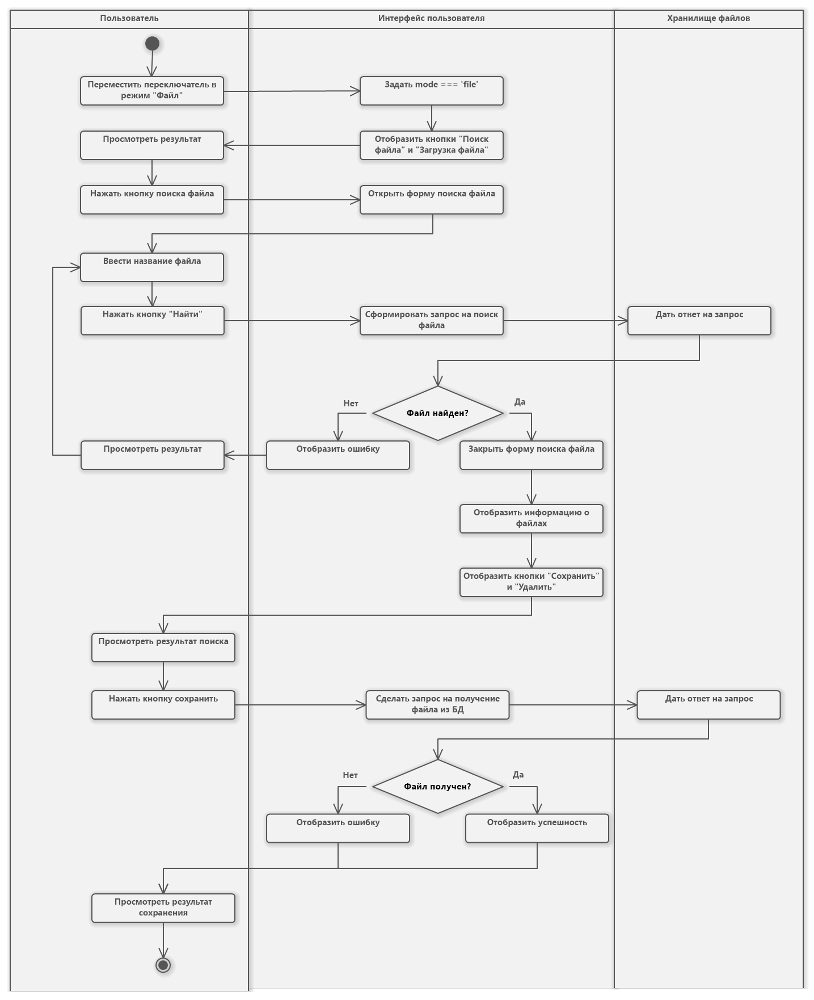 Пользователь
Интерфейс пользователя
Хранилище файлов
Переместить переключатель в
режим "Файл"
Задать mode === 'file'
Просмотреть результат
Отобразить кнопки "Поиск
файла" и "Загрузка файла"
Нажать кнопку поиска файла
Открыть форму поиска файла
Ввести название файла
Нажать кнопку "Найти"
Сформировать запрос на поиск
файла
Дать ответ на запрос
Нет
Файл найден?
Да
Просмотреть результат
Отобразить ошибку
Закрыть форму поиска файла
Отобразить информацию о
файлах
Отобразить кнопки "Сохранить"
и "Удалить"
Просмотреть результат поиска
Нажать кнопку сохранить
Сделать запрос на получение
файла из БД
Дать ответ на запрос
Нет
Файл получен?
Да
Отобразить ошибку
Отобразить успешность
Просмотреть результат
сохранения